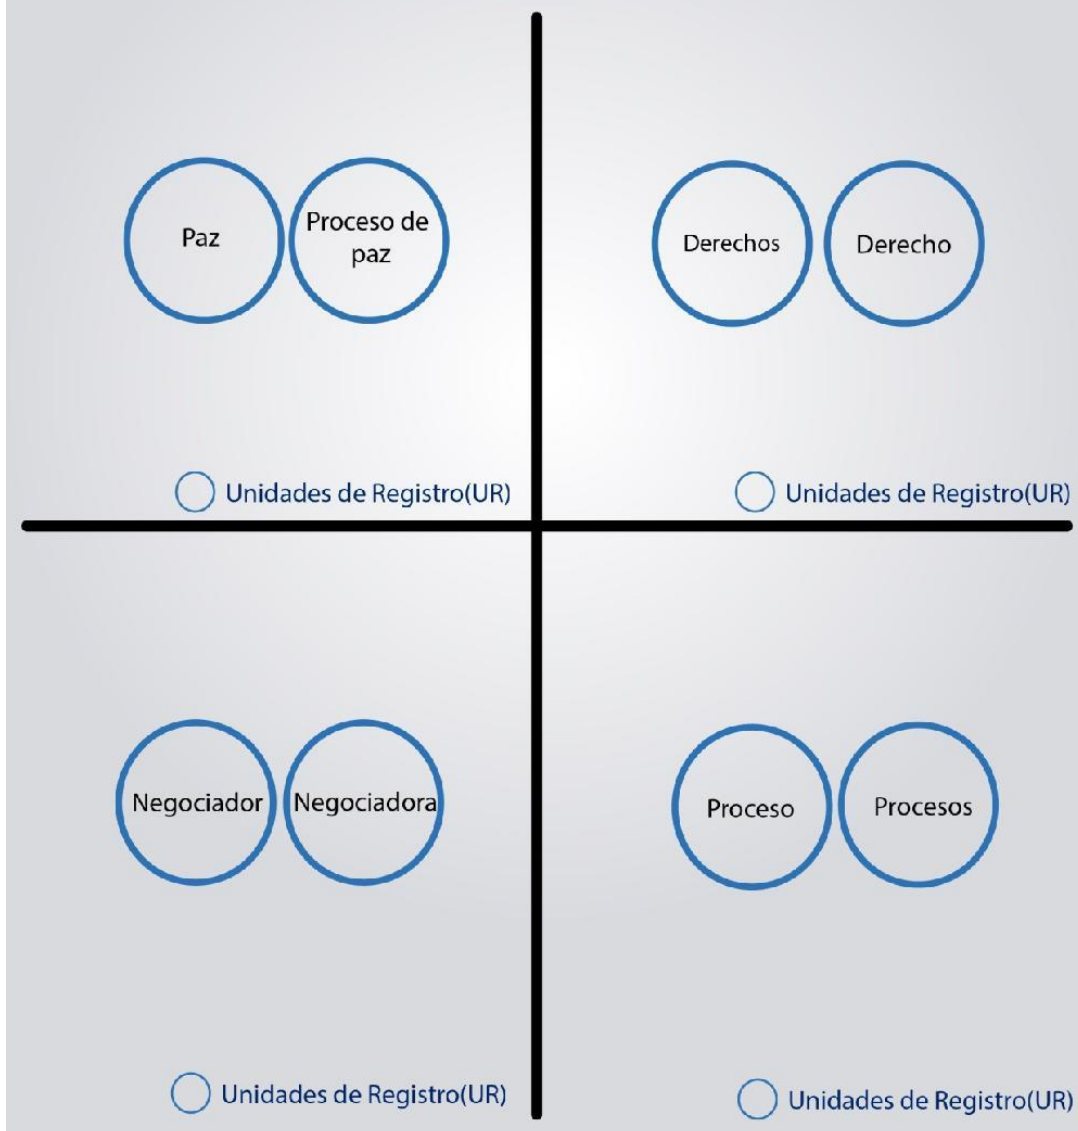 Paz
Proceso de
paz
Derechos
Derecho
Unidades de Registro(UR)
Unidades de Registro(UR)
Negociador
Negociadora
Proceso
Procesos
Unidades de Registro(UR)
Unidades de Registro(UR)